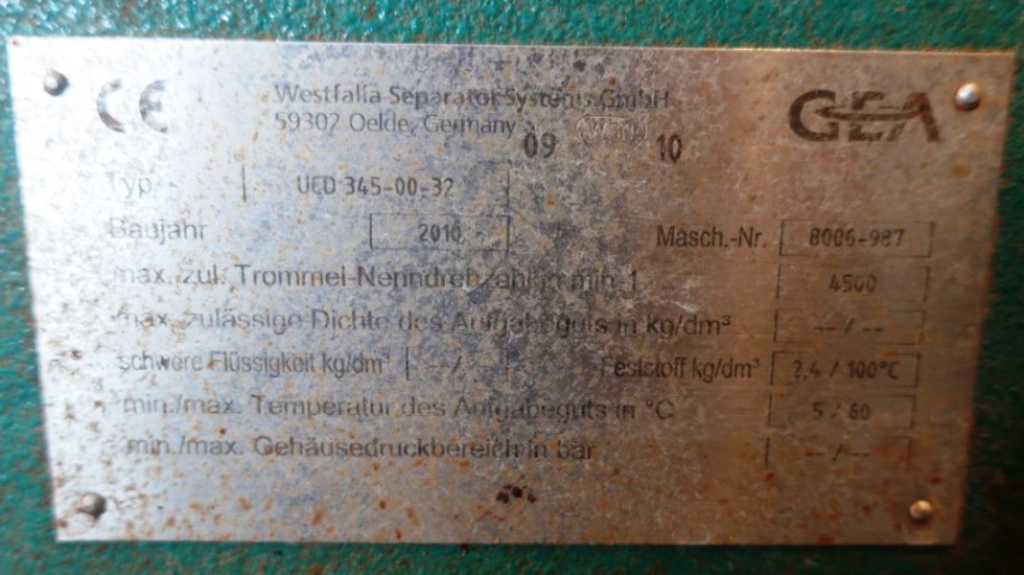 CE Westfalia Separator Systems GmbH GEA
59302 Oelde, Germany
09 10
Typ UCD 345-00-32
Baujahr 2010 Masch.-Nr. 8006-987
max. zul. Trommel-Nenndrehzahl in min-1 4500
max. zulässige Dichte des Aufgabeguts in kg/dm³ --/--
schwere Flüssigkeit kg/dm³ --/ Feststoff kg/dm³ 2,4 / 100°C
min./max. Temperatur des Aufgabeguts in °C 5 / 60
min./max. Gehäusedruckbereich in bar --/--